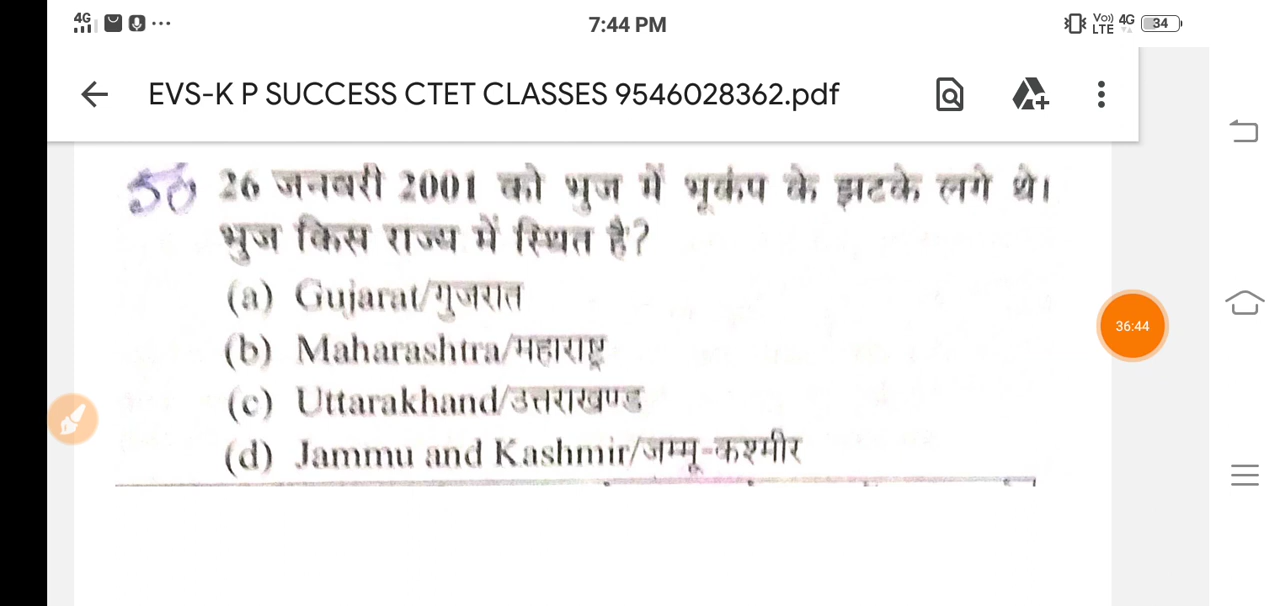 4G ... 7:44 PM Vo) LTE 4G 34
EVS-K P SUCCESS CTET CLASSES 9546028362.pdf
50 26 जनवरी 2001 को भुज में भूकंप के झटके लगे थे।
भुज किस राज्य में स्थित है?
(a) Gujarat/गुजरात
(b) Maharashtra/महाराष्ट्र
36:44
(c) Uttarakhand/उत्तराखण्ड
(d) Jammu and Kashmir/जम्मू-कश्मीर